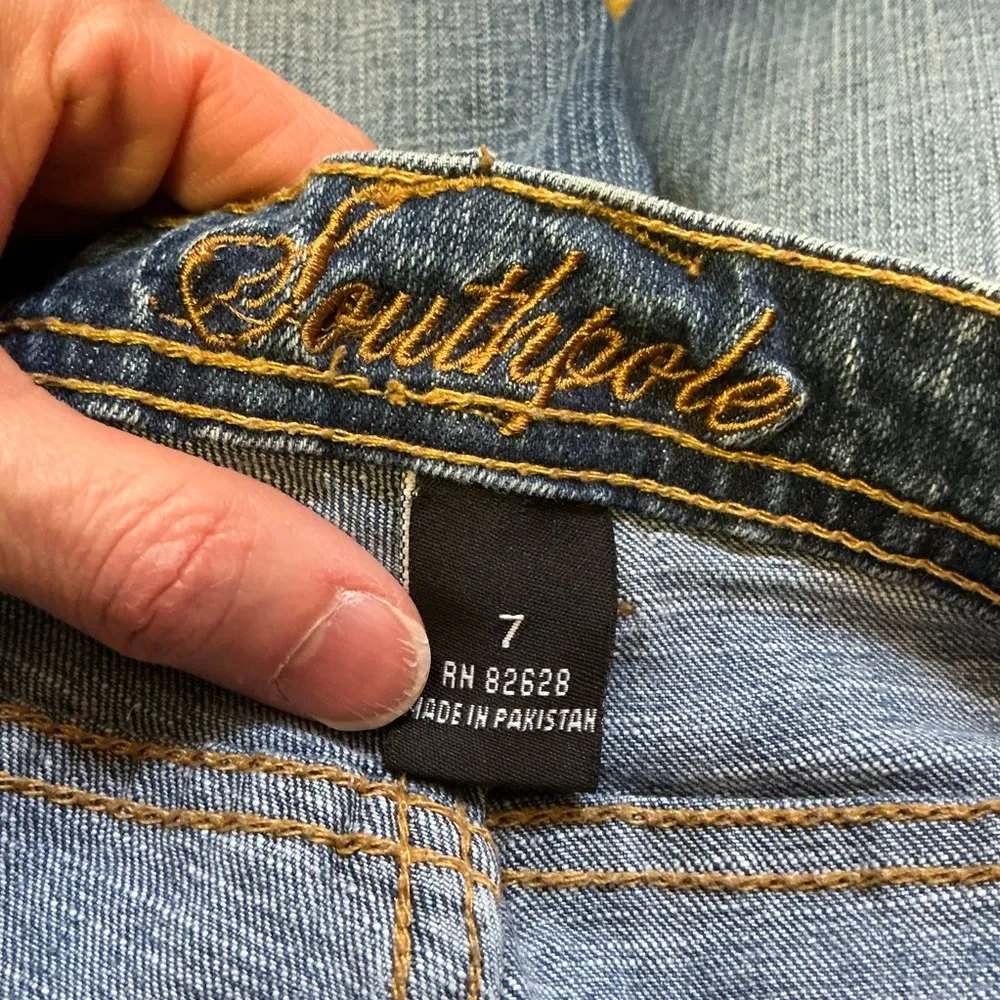 Southpole
7
RN 82628
MADE IN PAKISTAN